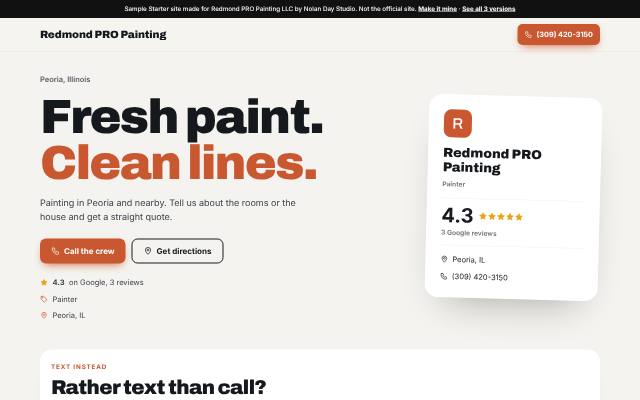 Sample Starter site made for Redmond PRO Painting LLC by Nolan Day Studio. Not the official site. Make it mine · See all 3 versions
Redmond PRO Painting
(309) 420-3150
Peoria, Illinois
Fresh paint.
Clean lines.
Painting in Peoria and nearby. Tell us about the rooms or the
house and get a straight quote.
Call the crew
Get directions
4.3 on Google, 3 reviews
Painter
Peoria, IL
R
Redmond PRO
Painting
Painter
4.3
3 Google reviews
Peoria, IL
(309) 420-3150
TEXT INSTEAD
Rather text than call?